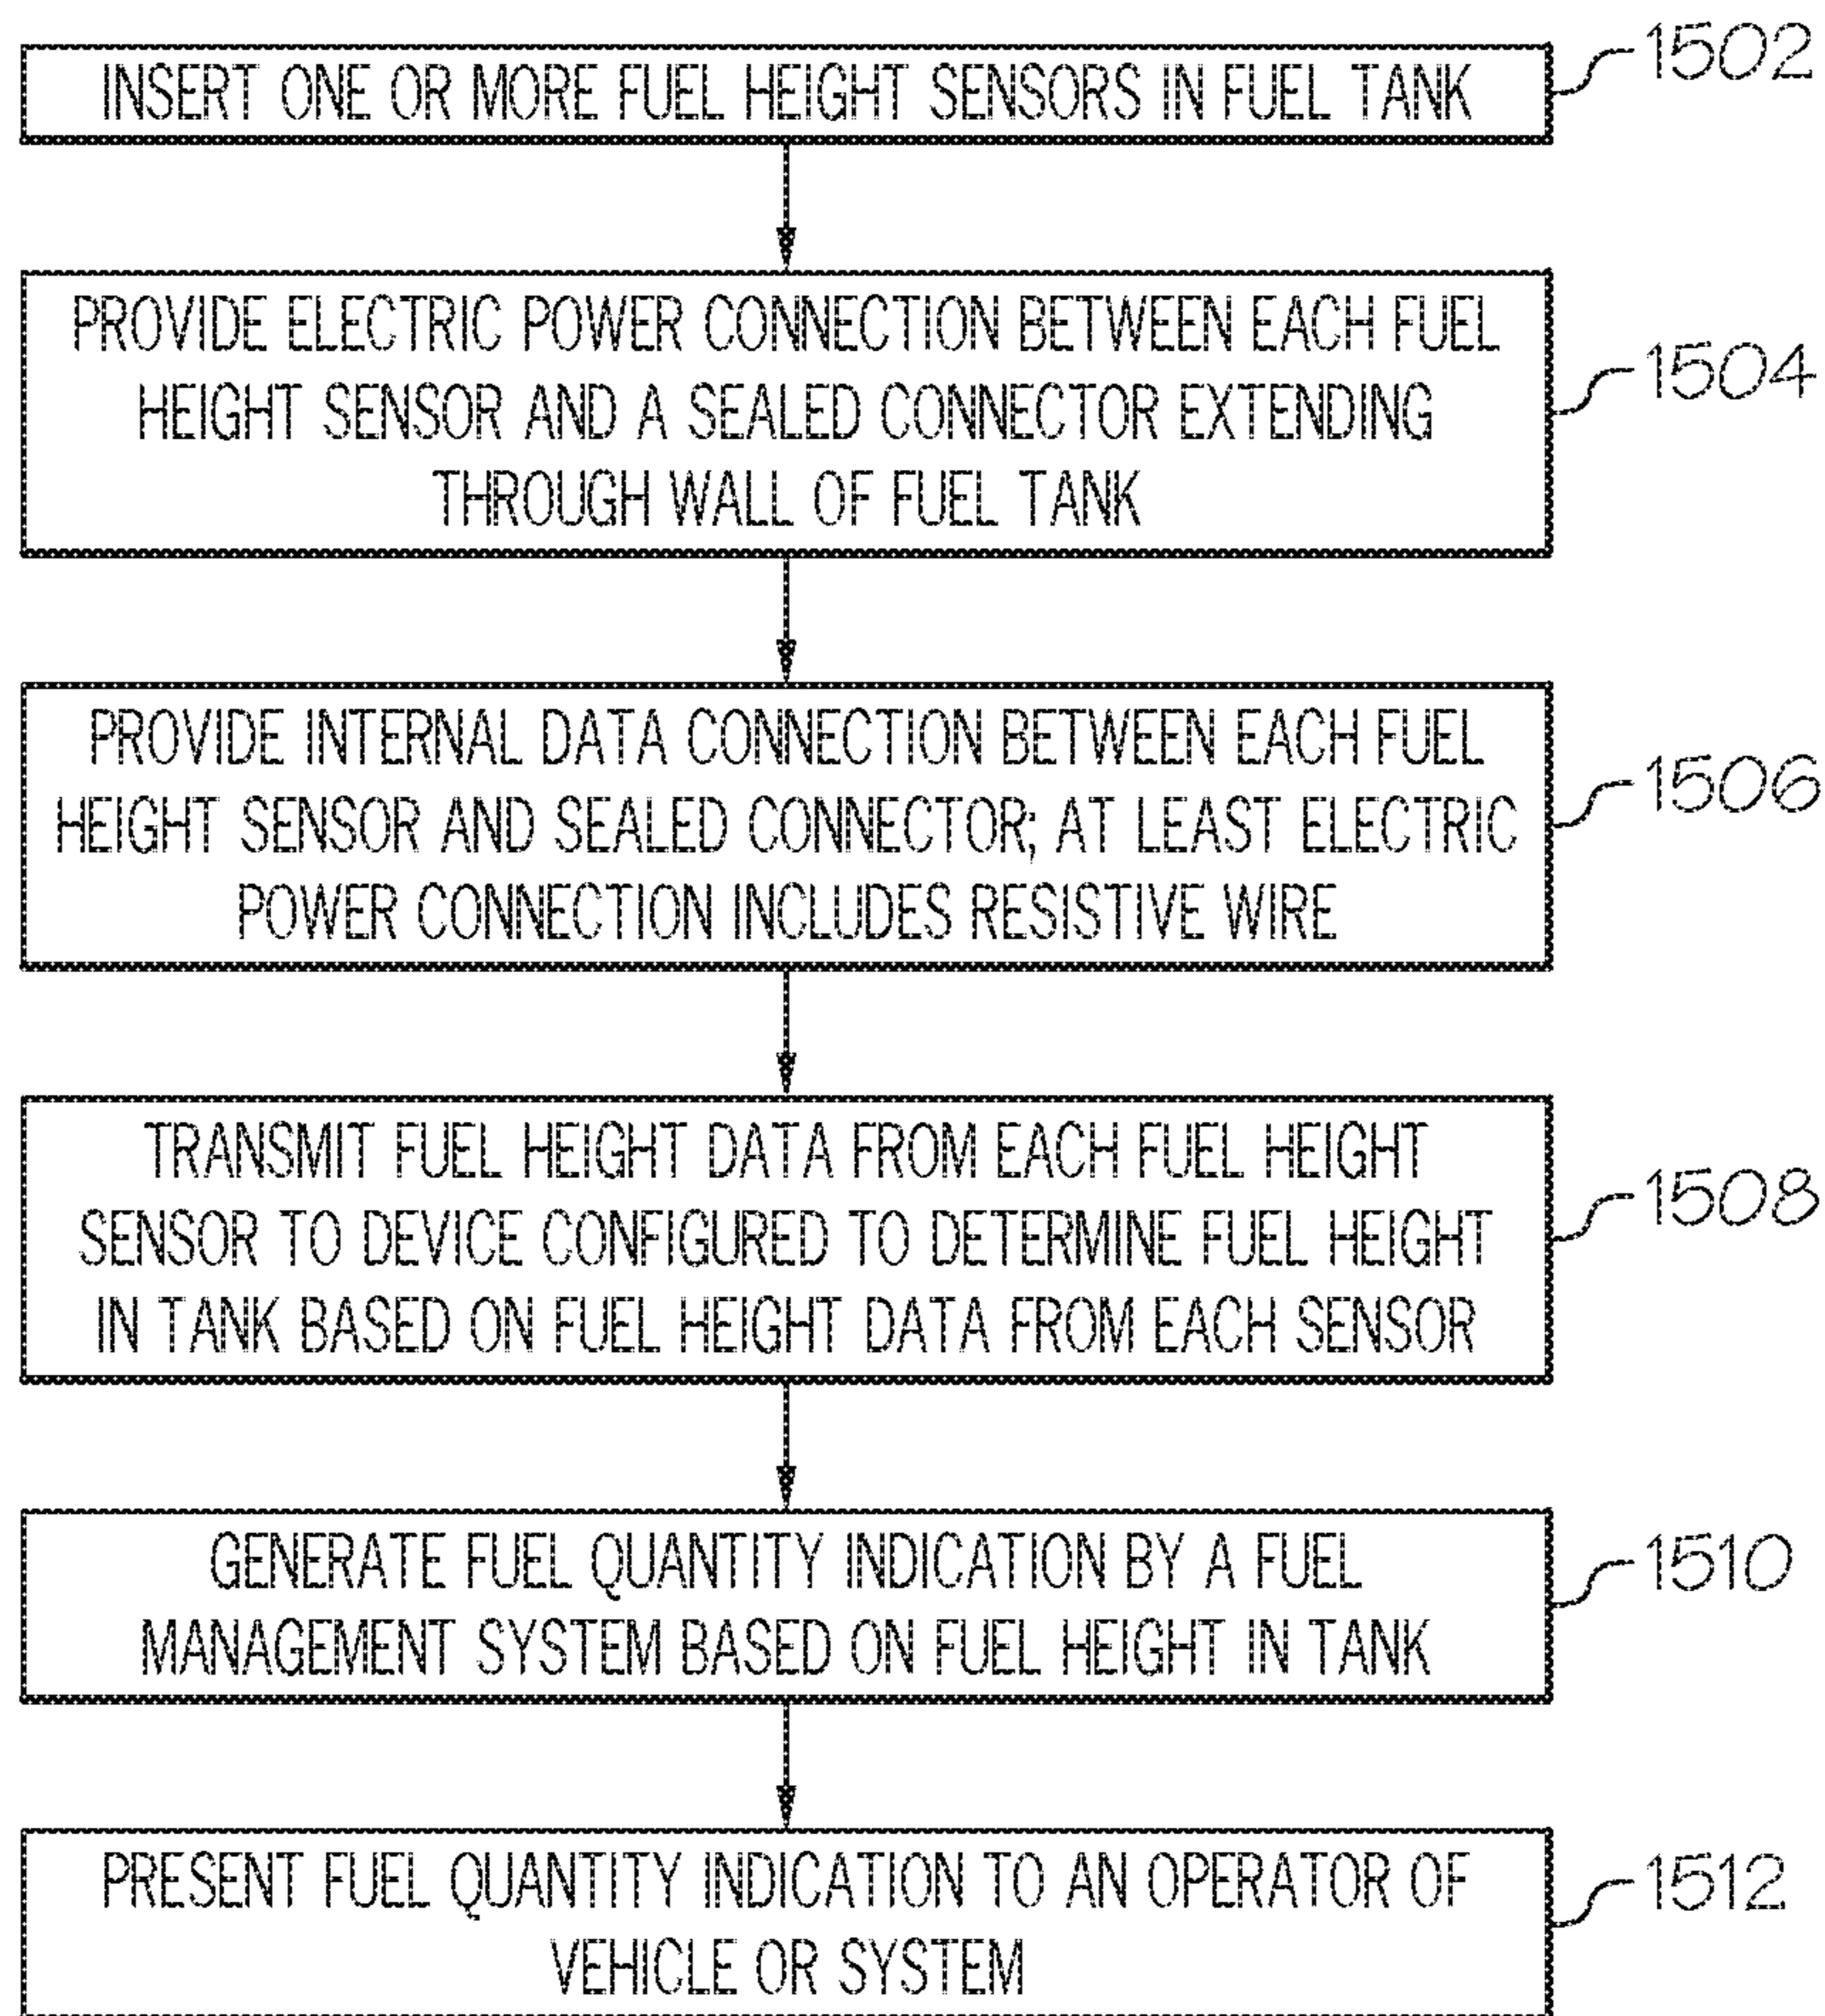 INSERT ONE OR MORE FUEL HEIGHT SENSORS IN FUEL TANK
1502
PROVIDE ELECTRIC POWER CONNECTION BETWEEN EACH FUEL
HEIGHT SENSOR AND A SEALED CONNECTOR EXTENDING
THROUGH WALL OF FUEL TANK
1504
PROVIDE INTERNAL DATA CONNECTION BETWEEN EACH FUEL
HEIGHT SENSOR AND SEALED CONNECTOR; AT LEAST ELECTRIC
POWER CONNECTION INCLUDES RESISTIVE WIRE
1506
TRANSMIT FUEL HEIGHT DATA FROM EACH FUEL HEIGHT
SENSOR TO DEVICE CONFIGURED TO DETERMINE FUEL HEIGHT
IN TANK BASED ON FUEL HEIGHT DATA FROM EACH SENSOR
1508
GENERATE FUEL QUANTITY INDICATION BY A FUEL
MANAGEMENT SYSTEM BASED ON FUEL HEIGHT IN TANK
1510
PRESENT FUEL QUANTITY INDICATION TO AN OPERATOR OF
VEHICLE OR SYSTEM
1512